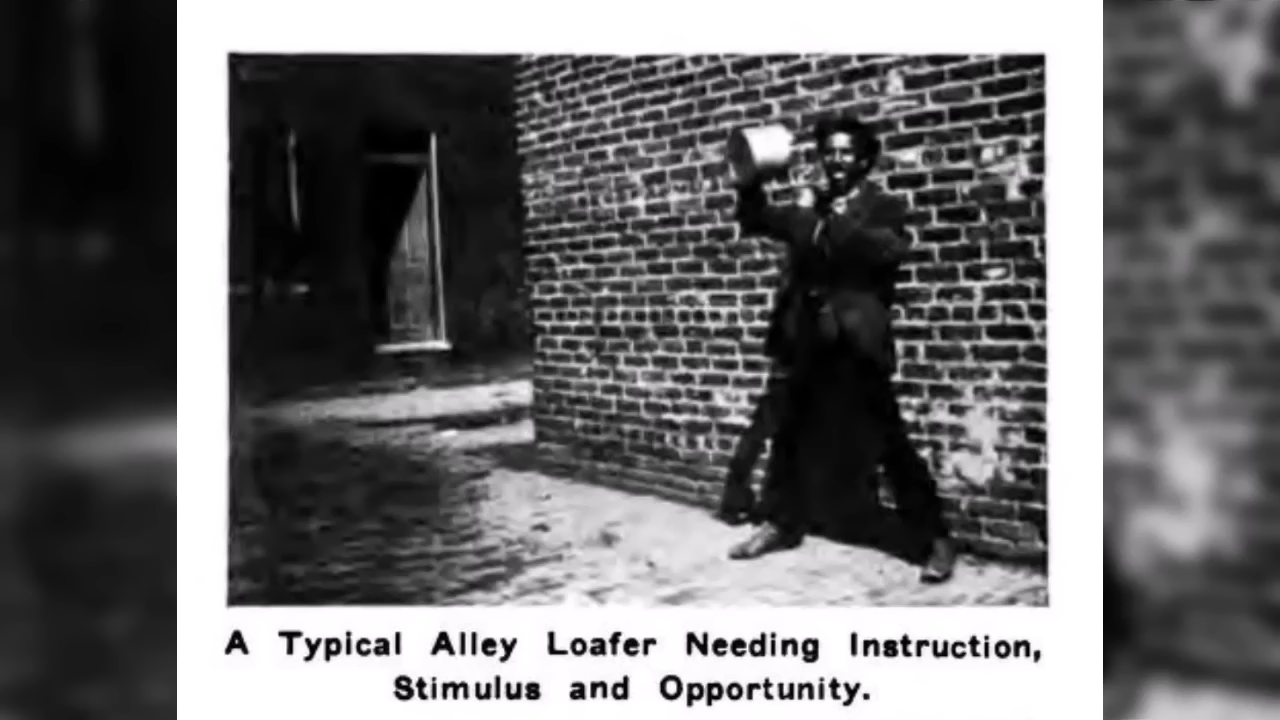 A Typical Alley Loafer Needing Instruction,
Stimulus and Opportunity.